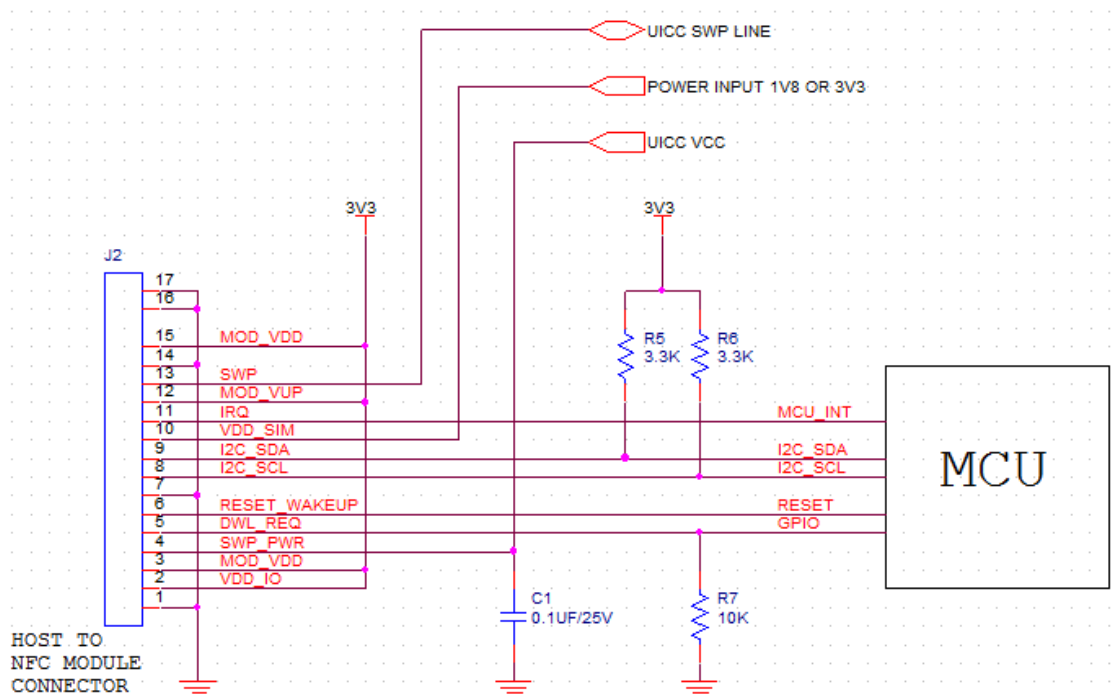 UICC SWP LINE
POWER INPUT 1V8 OR 3V3
UICC VCC
3V3
3V3
J2
17
16
15 MOD_VDD
14
13 SWP
12 MOD_VUP
11 IRQ MCU_INT
10 VDD_SIM
9 I2C_SDA I2C_SDA
8 I2C_SCL I2C_SCL
7
6 RESET_WAKEUP RESET
5 DWL_REQ GPIO
4 SWP_PWR
3 MOD_VDD
2 VDD_IO
1
R5
3.3K
R6
3.3K
MCU
C1
0.1UF/25V
R7
10K
HOST TO
NFC MODULE
CONNECTOR